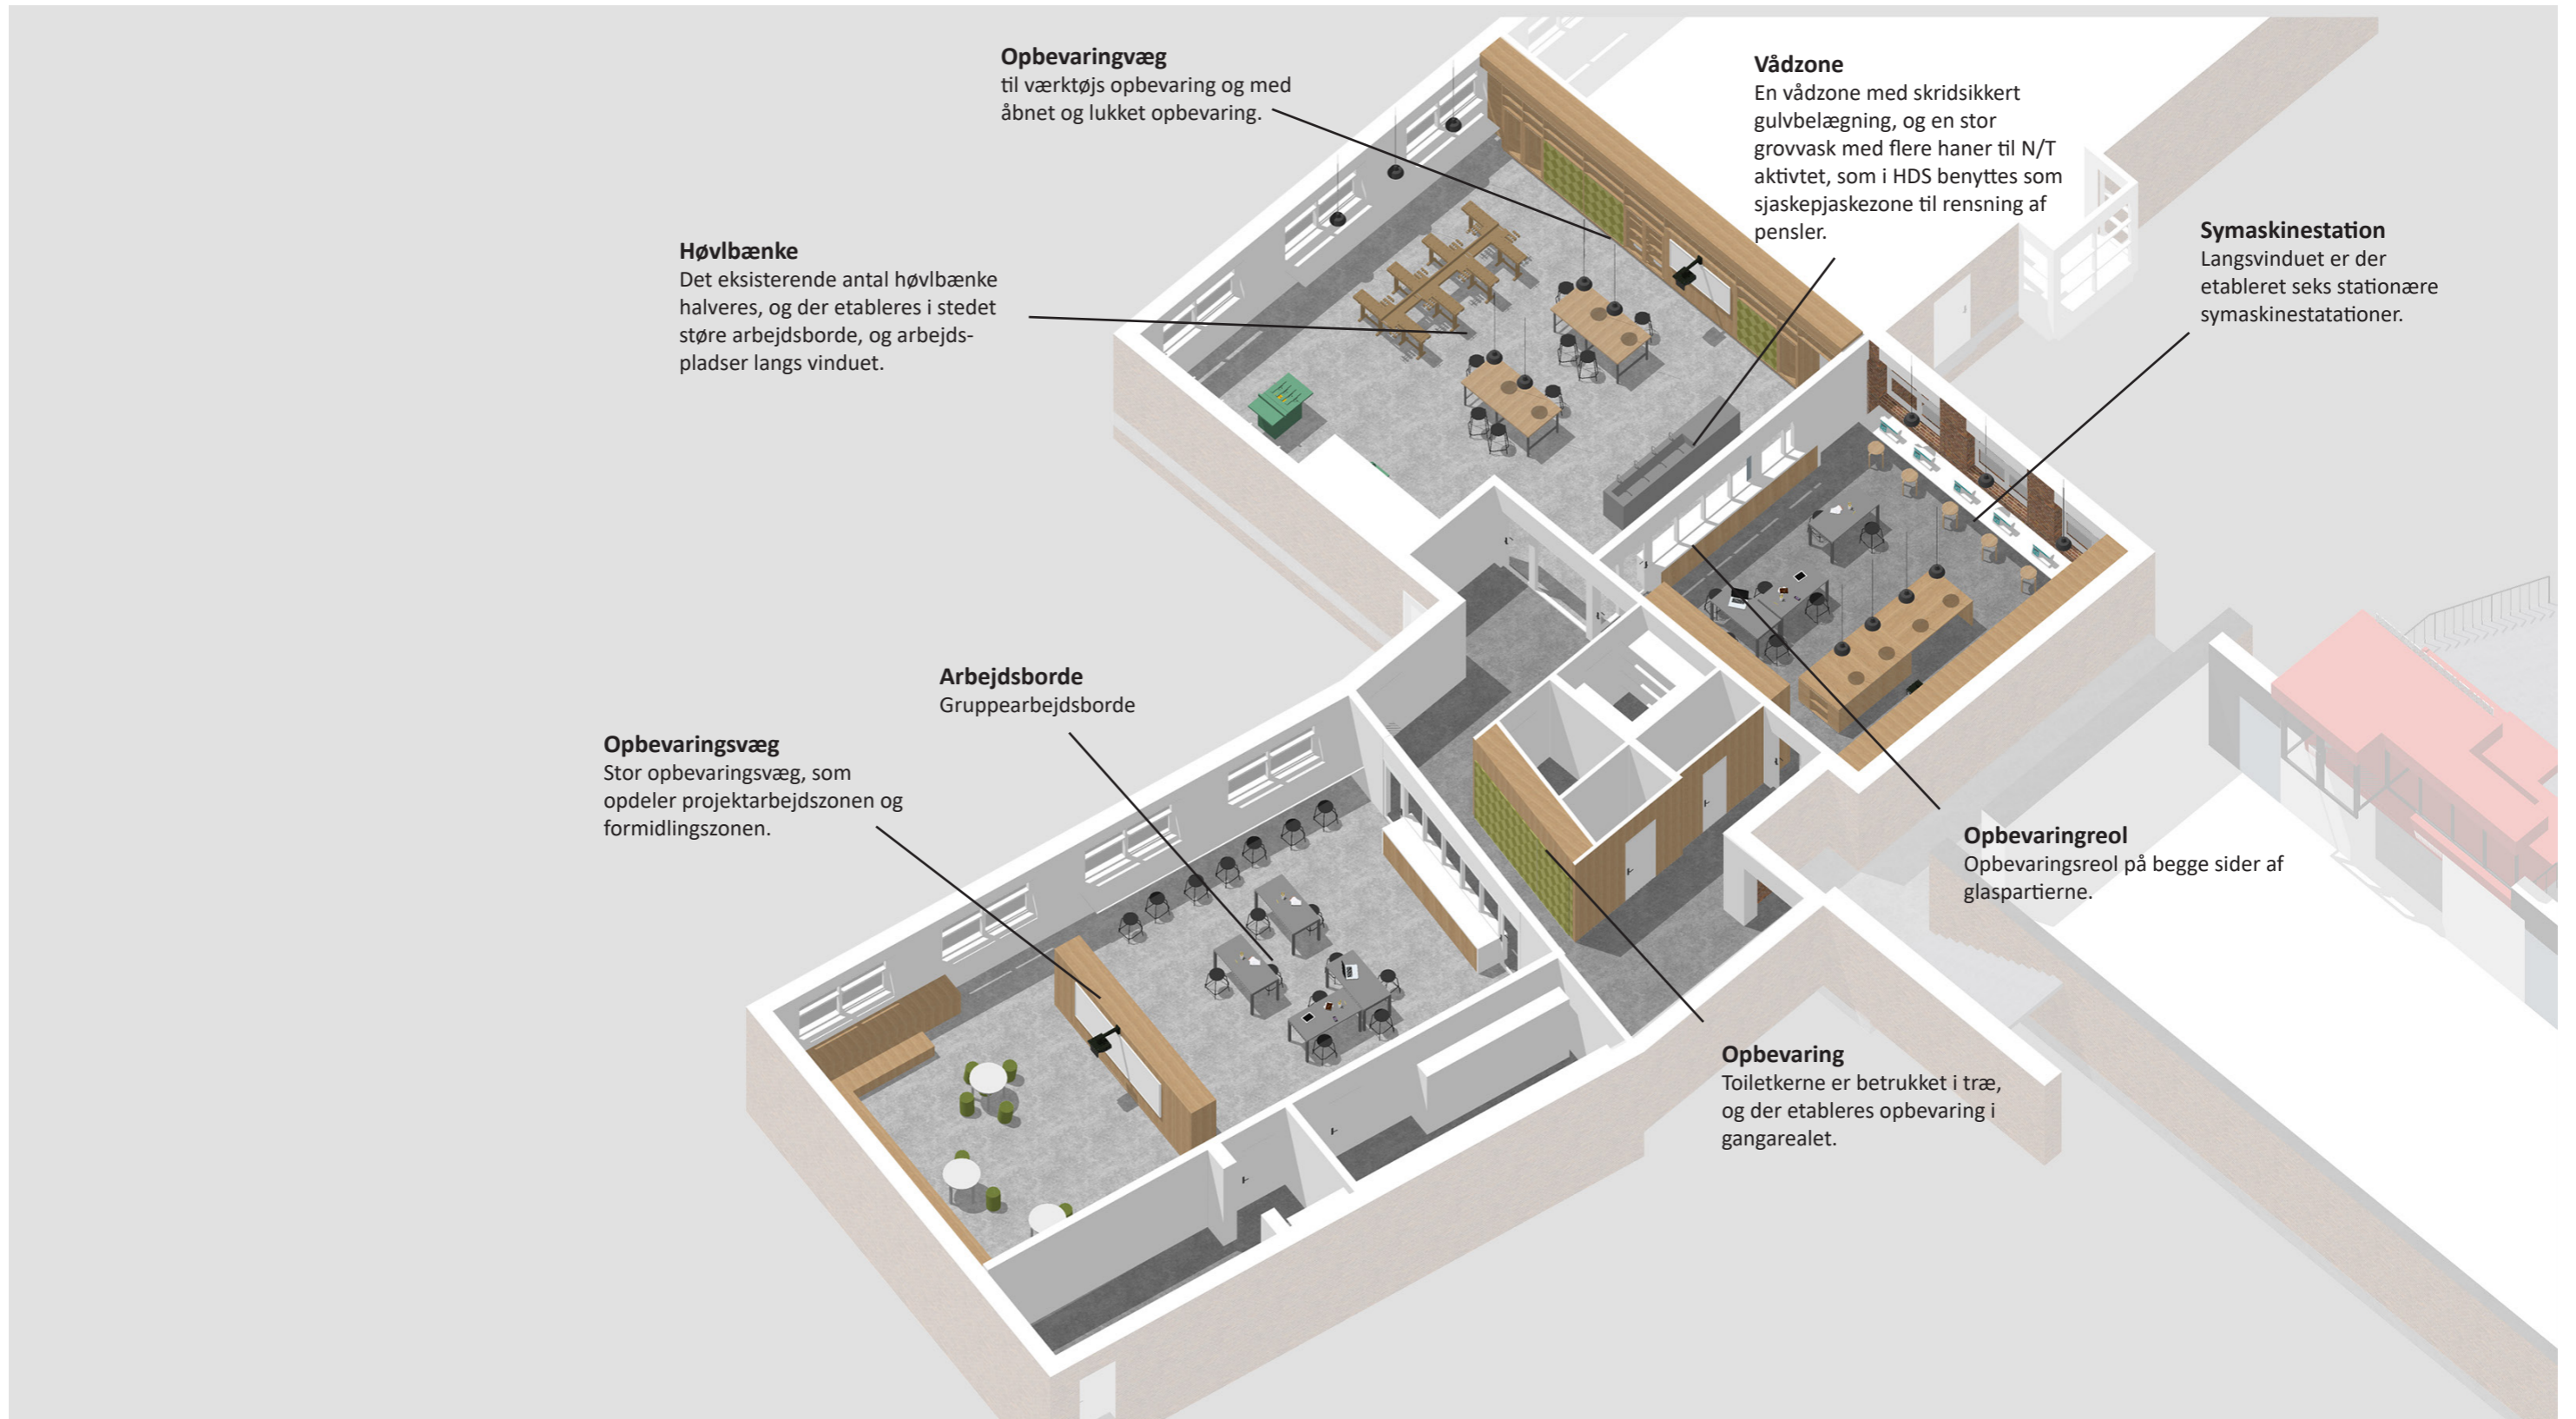 Opbevaringvæg
til værktøjs opbevaring og med
åbnet og lukket opbevaring.
Vådzone
En vådzone med skridsikkert
gulvbelægning, og en stor
grovvask med flere haner til N/T
aktivtet, som i HDS benyttes som
sjaskepjaskezone til rensning af
pensler.
Symaskinestation
Langsvinduet er der
etableret seks stationære
symaskinestatationer.
Høvlbænke
Det eksisterende antal høvlbænke
halveres, og der etableres i stedet
støre arbejdsborde, og arbejds-
pladser langs vinduet.
Arbejdsborde
Gruppearbejdsborde
Opbevaringsvæg
Stor opbevaringsvæg, som
opdeler projektarbejdszonen og
formidlingszonen.
Opbevaringreol
Opbevaringsreol på begge sider af
glaspartierne.
Opbevaring
Toiletkerne er betrukket i træ,
og der etableres opbevaring i
gangarealet.